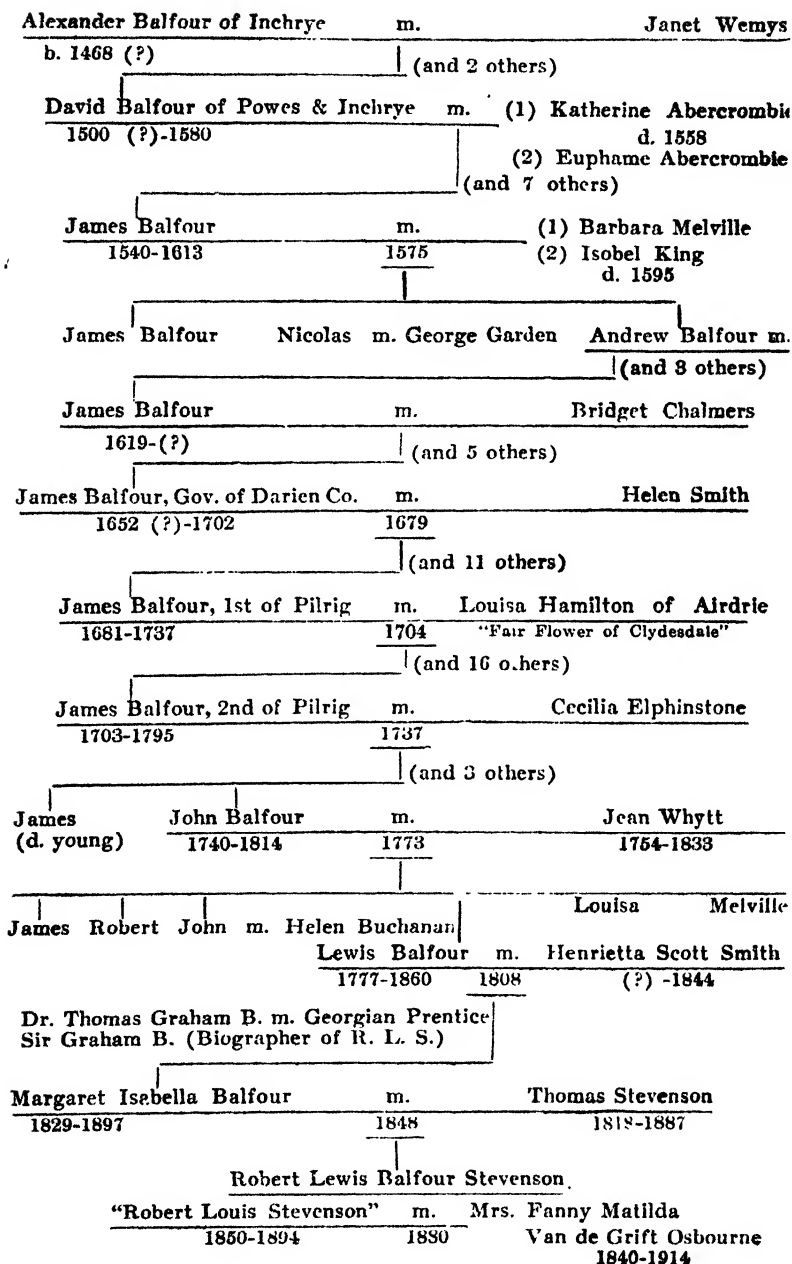 Alexander Balfour of Inchrye m. Janet Wemys
b. 1468 (?)
(and 2 others)
David Balfour of Powes & Inchrye m. (1) Katherine Abercrombie
1500 (?)-1580 d. 1558
(2) Euphame Abercrombie
(and 7 others)
James Balfour m. (1) Barbara Melville
1540-1613 1575 (2) Isobel King
d. 1595
James Balfour Nicolas m. George Garden Andrew Balfour m.
(and 8 others)
James Balfour m. Bridget Chalmers
1619-(?)
(and 5 others)
James Balfour, Gov. of Darien Co. m. Helen Smith
1652 (?)-1702 1679
(and 11 others)
James Balfour, 1st of Pilrig m. Louisa Hamilton of Airdrie
1681-1737 1704 "Fair Flower of Clydesdale"
(and 16 others)
James Balfour, 2nd of Pilrig m. Cecilia Elphinstone
1703-1795 1737
(and 3 others)
James John Balfour m. Jean Whytt
(d. young) 1740-1814 1773 1754-1833
Louisa Melville
James Robert John m. Helen Buchanan
Lewis Balfour m. Henrietta Scott Smith
1777-1860 1808 (?) -1844
Dr. Thomas Graham B. m. Georgian Prentice
Sir Graham B. (Biographer of R. L. S.)
Margaret Isabella Balfour m. Thomas Stevenson
1829-1897 1848 1818-1887
Robert Lewis Balfour Stevenson
"Robert Louis Stevenson" m. Mrs. Fanny Matilda
1850-1894 1880 Van de Grift Osbourne
1840-1914